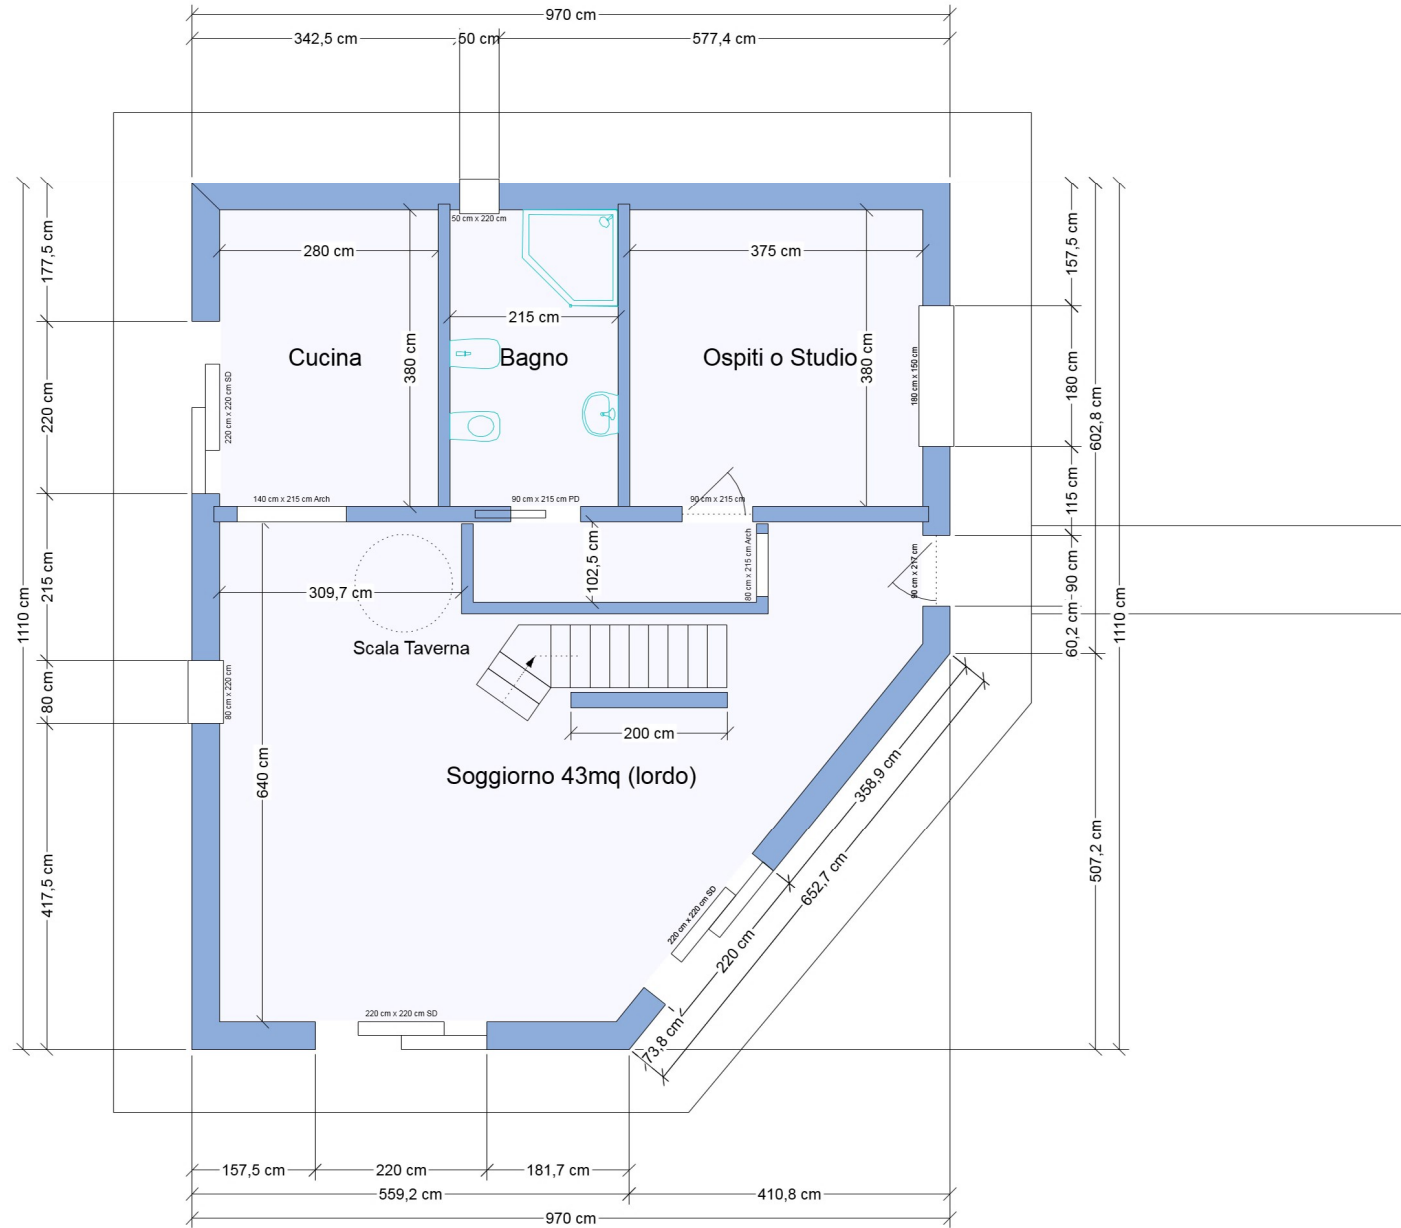 970 cm
342,5 cm
50 cm
577,4 cm
50 cm x 220 cm
280 cm
375 cm
215 cm
177,5 cm
157,5 cm
Cucina
Bagno
Ospiti o Studio
380 cm
380 cm
180 cm x 150 cm
180 cm
602,8 cm
220 cm
220 cm x 220 cm SD
140 cm x 215 cm Arch
90 cm x 215 cm PD
90 cm x 215 cm
115 cm
215 cm
1110 cm
309,7 cm
102,5 cm
80 cm x 215 cm Arch
90 cm x 217 cm
90 cm
1110 cm
60,2 cm
Scala Taverna
80 cm
80 cm x 220 cm
200 cm
640 cm
Soggiorno 43mq (lordo)
358,9 cm
652,7 cm
507,2 cm
417,5 cm
220 cm x 220 cm SD
220 cm
220 cm x 220 cm SD
73,8 cm
157,5 cm
220 cm
181,7 cm
559,2 cm
410,8 cm
970 cm